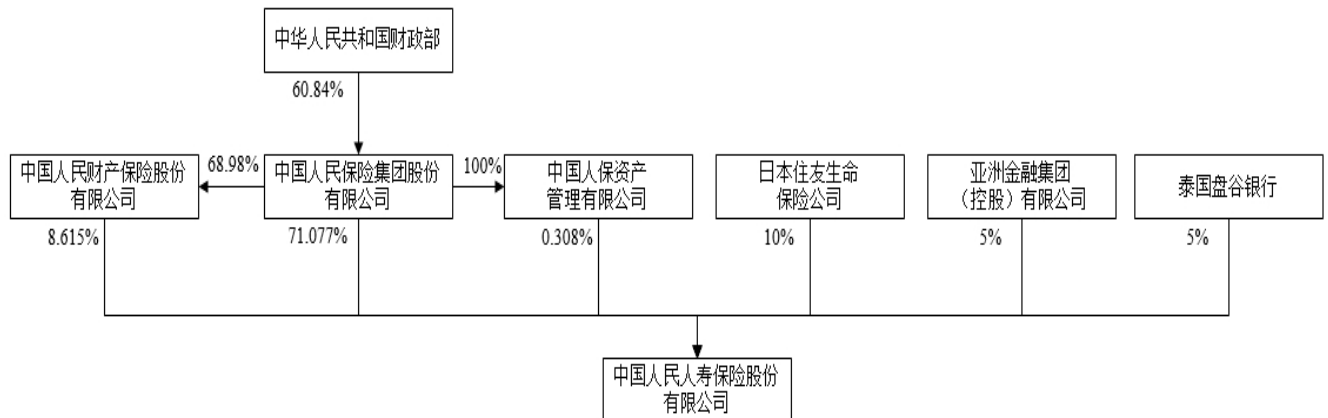 中华人民共和国财政部
60.84%
中国人民财产保险股份
有限公司
68.98%
中国人民保险集团股份
有限公司
100%
中国人保资产
管理有限公司
日本住友生命
保险公司
亚洲金融集团
（控股）有限公司
泰国盘谷银行
8.615%
71.077%
0.308%
10%
5%
5%
中国人民人寿保险股份
有限公司